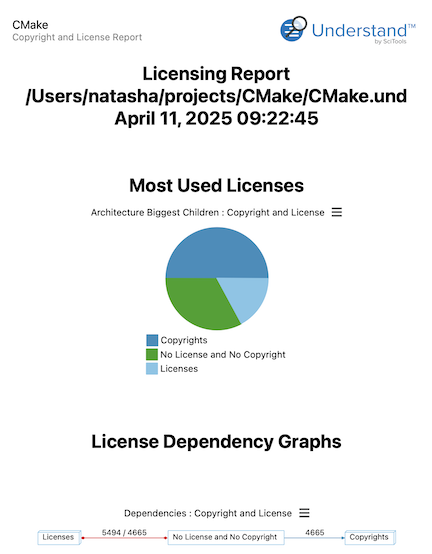 CMake
Copyright and License Report
Understand™
by SciTools
Licensing Report
/Users/natasha/projects/CMake/CMake.und
April 11, 2025 09:22:45
Most Used Licenses
Architecture Biggest Children : Copyright and License
Copyrights
No License and No Copyright
Licenses
License Dependency Graphs
Dependencies : Copyright and License
Licenses 5494 / 4665 No License and No Copyright 4665 Copyrights